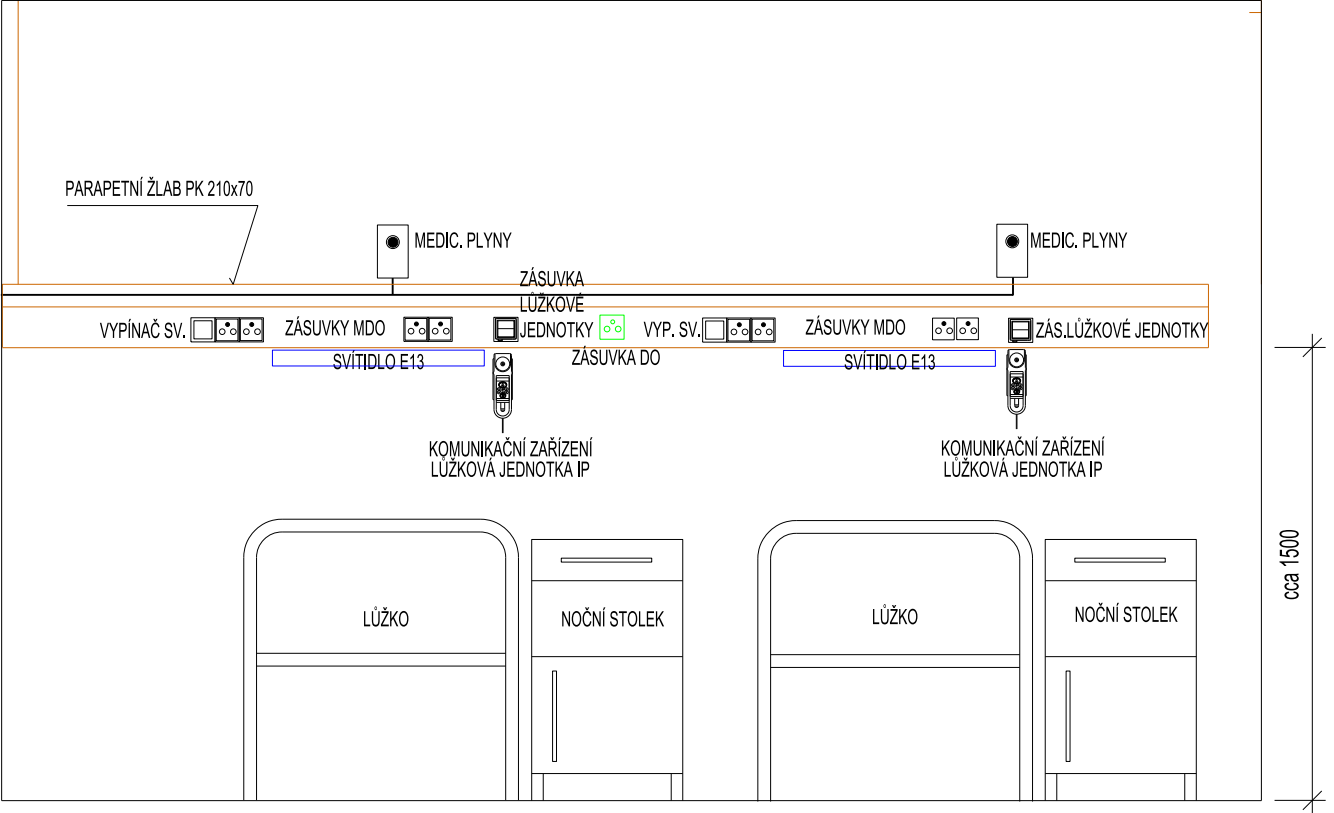 PARAPETNÍ ŽLAB PK 210x70
MEDIC. PLYNY
MEDIC. PLYNY
ZÁSUVKA
LŮŽKOVÉ
JEDNOTKY
VYPÍNAČ SV.
ZÁSUVKY MDO
VYP. SV.
ZÁSUVKY MDO
ZÁS.LŮŽKOVÉ JEDNOTKY
SVÍTIDLO E13
ZÁSUVKA DO
SVÍTIDLO E13
KOMUNIKAČNÍ ZAŘÍZENÍ
LŮŽKOVÁ JEDNOTKA IP
KOMUNIKAČNÍ ZAŘÍZENÍ
LŮŽKOVÁ JEDNOTKA IP
LŮŽKO
NOČNÍ STOLEK
LŮŽKO
NOČNÍ STOLEK
cca 1500